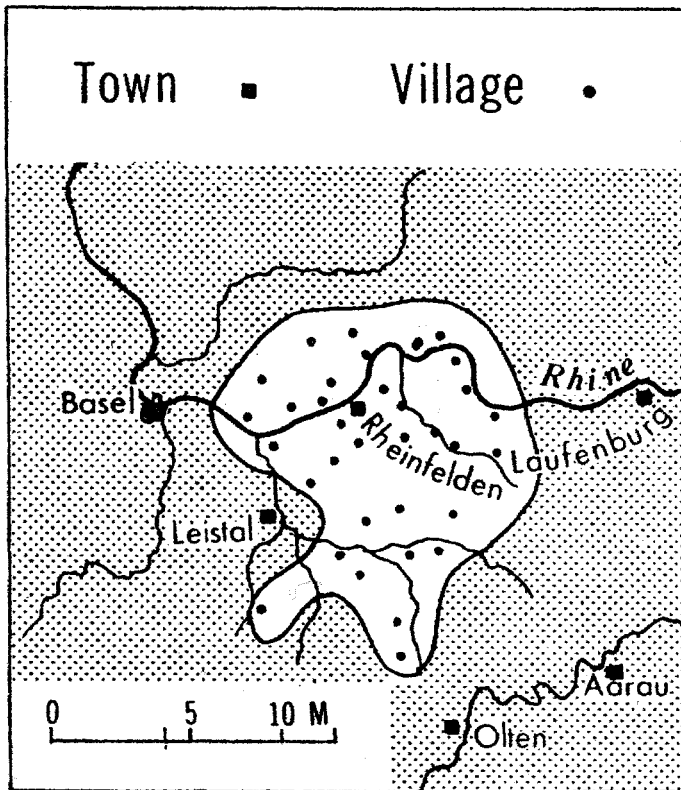 Town Village
Rhine
Basel
Laufenburg
Rheinfelden
Leistal
Aarau
0 5 10 M
Olten